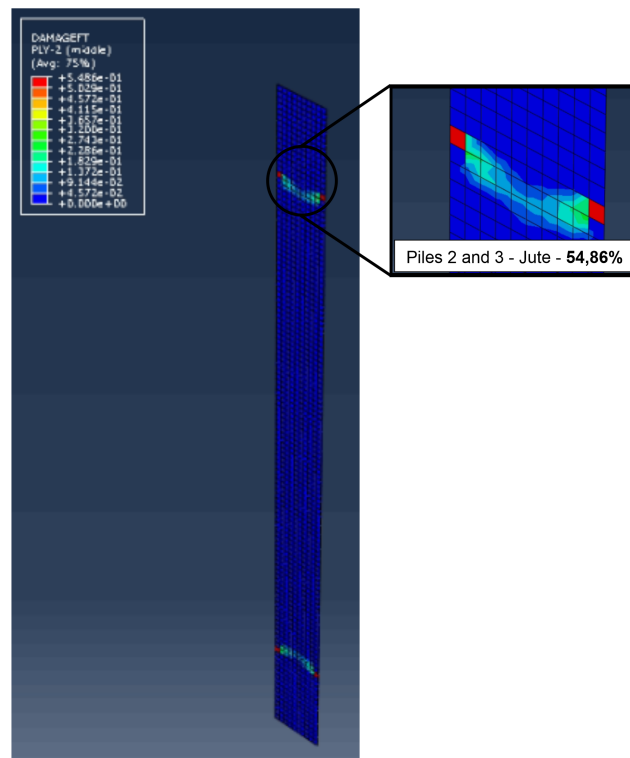 DAMAGEFT
PLY-2 (middle)
(Avg: 75%)
+5.486e-01
+5.029e-01
+4.572e-01
+4.115e-01
+3.657e-01
+3.200e-01
+2.743e-01
+2.286e-01
+1.829e-01
+1.372e-01
+9.144e-02
+4.572e-02
+0.000e+00
Piles 2 and 3 - Jute - 54,86%